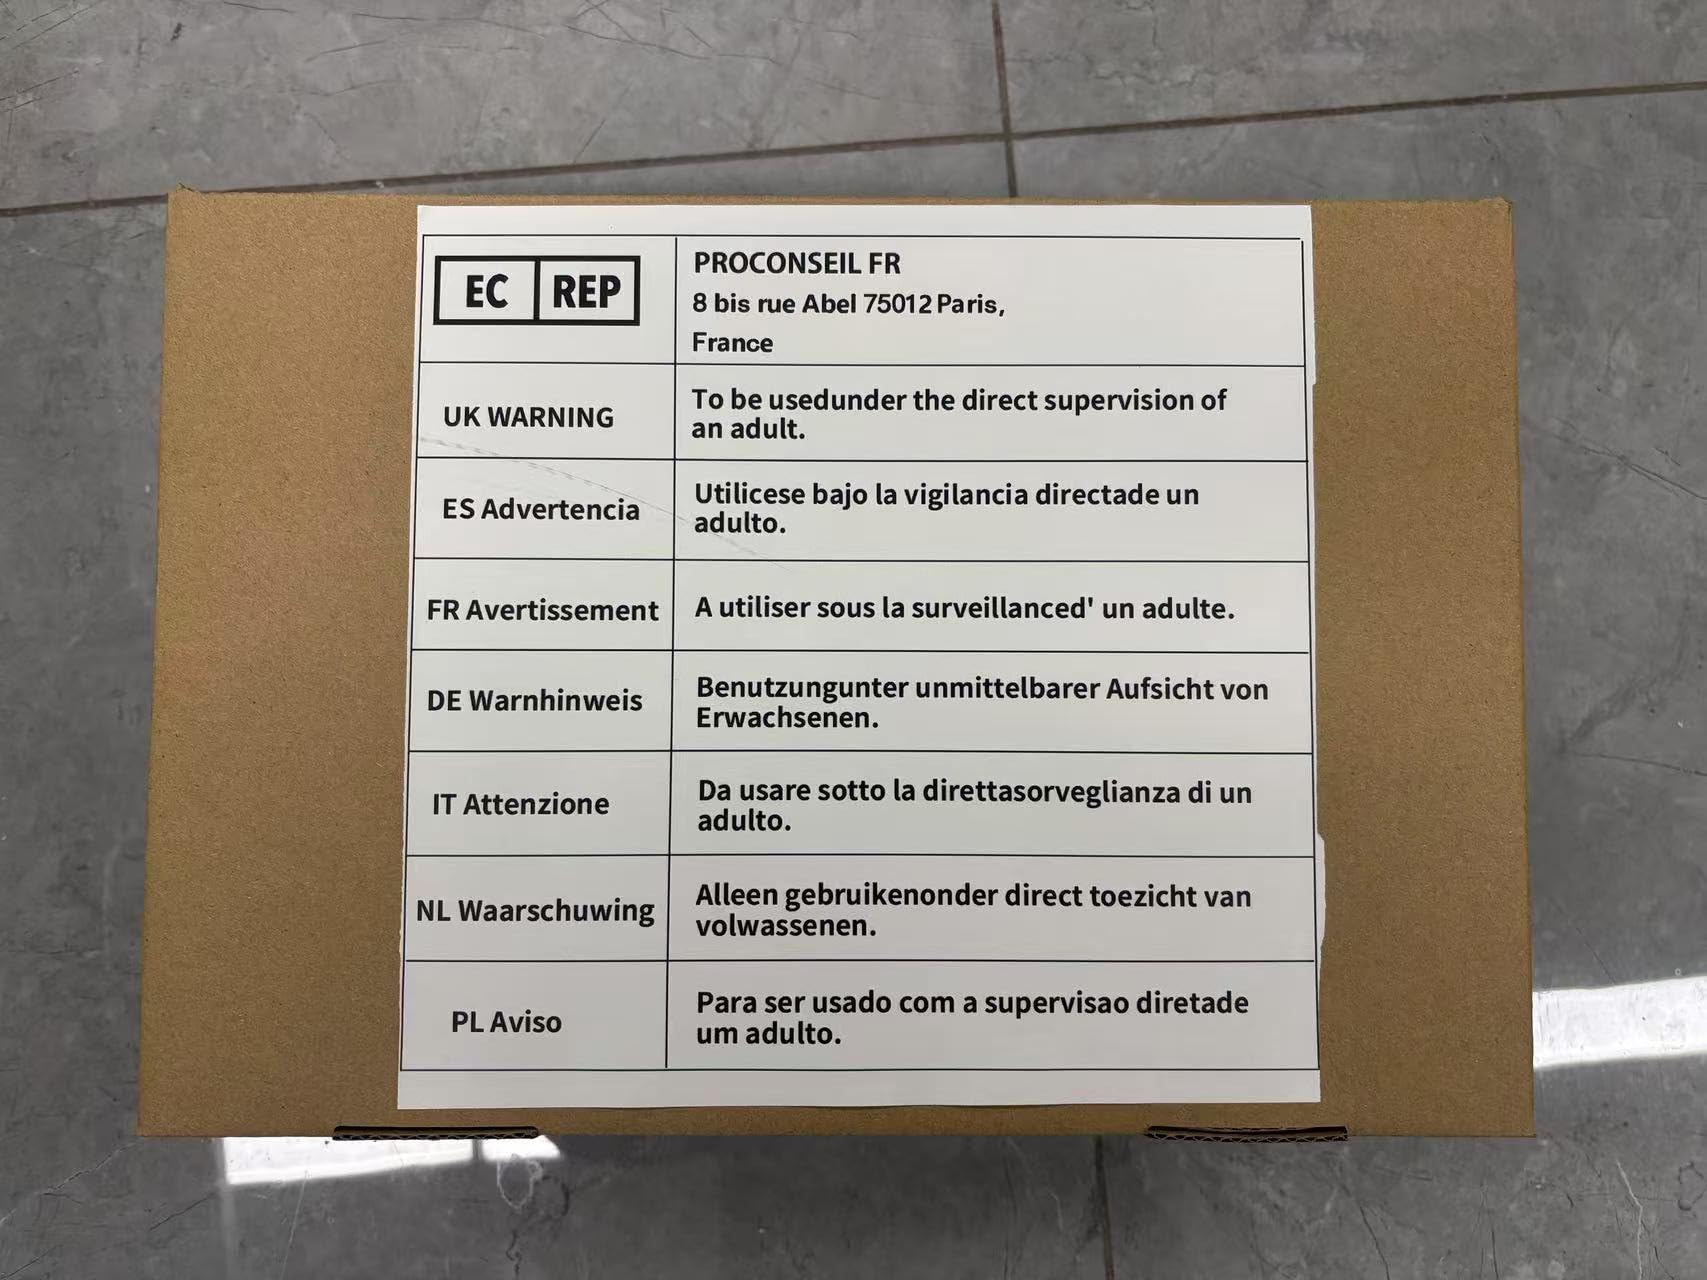 EC REP
PROCONSEIL FR
8 bis rue Abel 75012 Paris,
France
UK WARNING
To be usedunder the direct supervision of
an adult.
ES Advertencia
Utilicese bajo la vigilancia directade un
adulto.
FR Avertissement
A utiliser sous la surveillanced' un adulte.
DE Warnhinweis
Benutzungunter unmittelbarer Aufsicht von
Erwachsenen.
IT Attenzione
Da usare sotto la direttasorveglianza di un
adulto.
NL Waarschuwing
Alleen gebruikenonder direct toezicht van
volwassenen.
PL Aviso
Para ser usado com a supervisao diretade
um adulto.